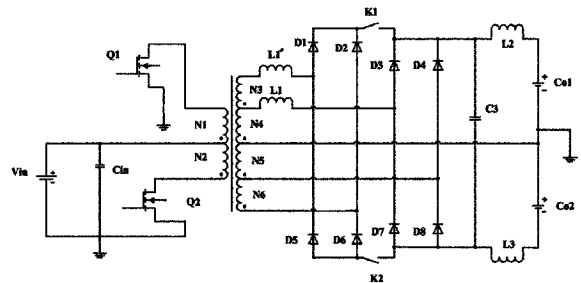 K1
D1
D2
Q1
L1'
L2
N3
D3
D4
L1
Co1
N1
N4
C3
N2
N5
Vin
Cin
N6
Q2
Co2
D5
D6
D7
D8
L3
K2